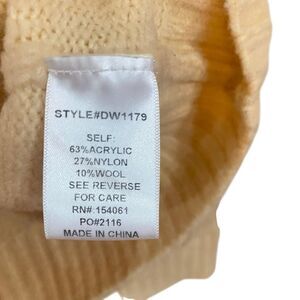 STYLE#DW1179
SELF:
63%ACRYLIC
27%NYLON
10%WOOL
SEE REVERSE
FOR CARE
RN#:154061
PO#2116
MADE IN CHINA